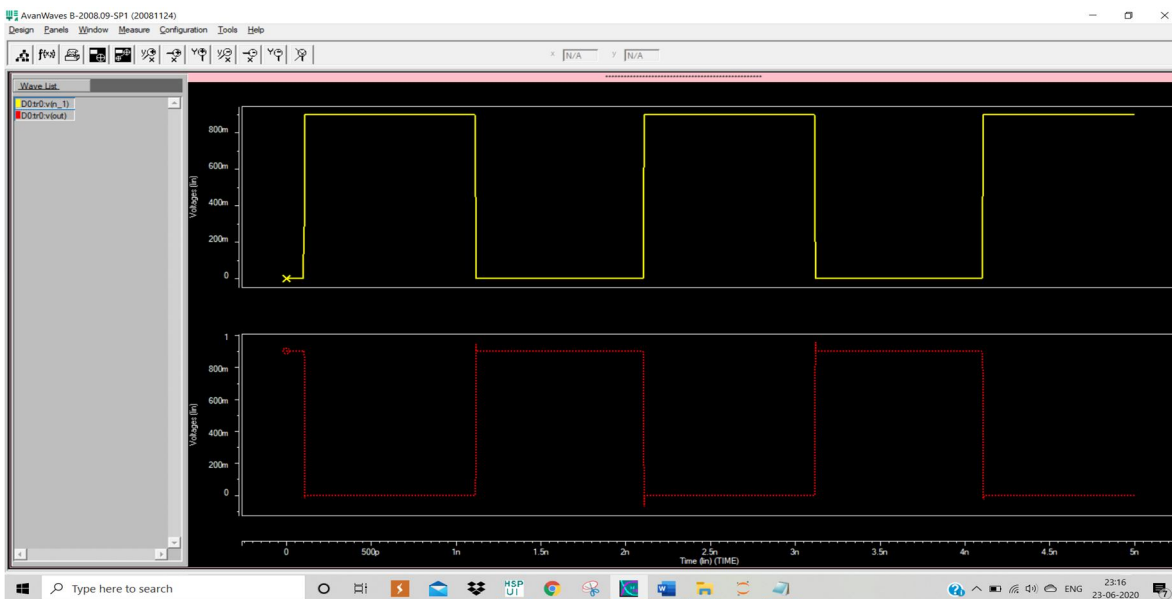 AvanWaves B-2008.09-SP1 (20081124)
Design Panels Window Measure Configuration Tools Help
x N/A y N/A
Wave List
D0:tr0:v(n_1)
D0:tr0:v(out)
Voltages (lin)
800m
600m
400m
200m
0
Voltages (lin)
1
800m
600m
400m
200m
0
0 500p 1n 1.5n 2n 2.5n 3n 3.5n 4n 4.5n 5n
Time (lin) (TIME)
Type here to search
HSP
UI
ENG
23:16
23-06-2020